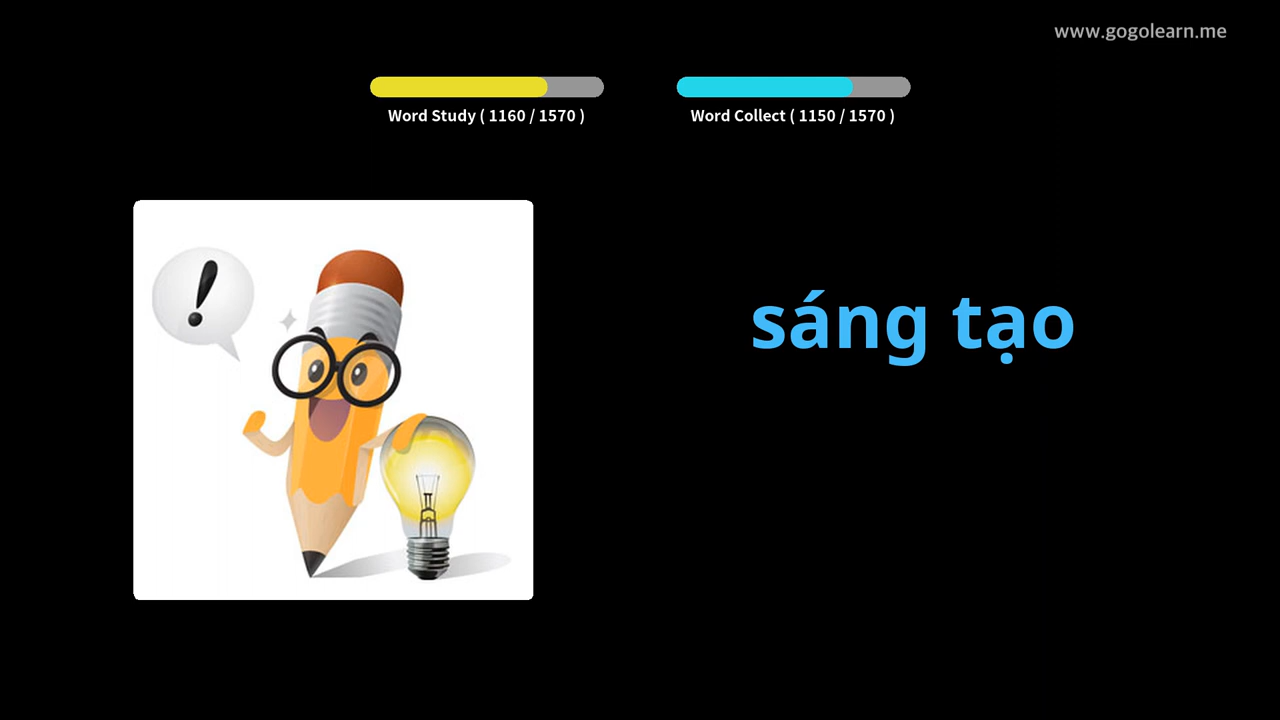 www.gogolearn.me
Word Study ( 1160 / 1570 )
Word Collect ( 1150 / 1570 )
!
sáng tạo